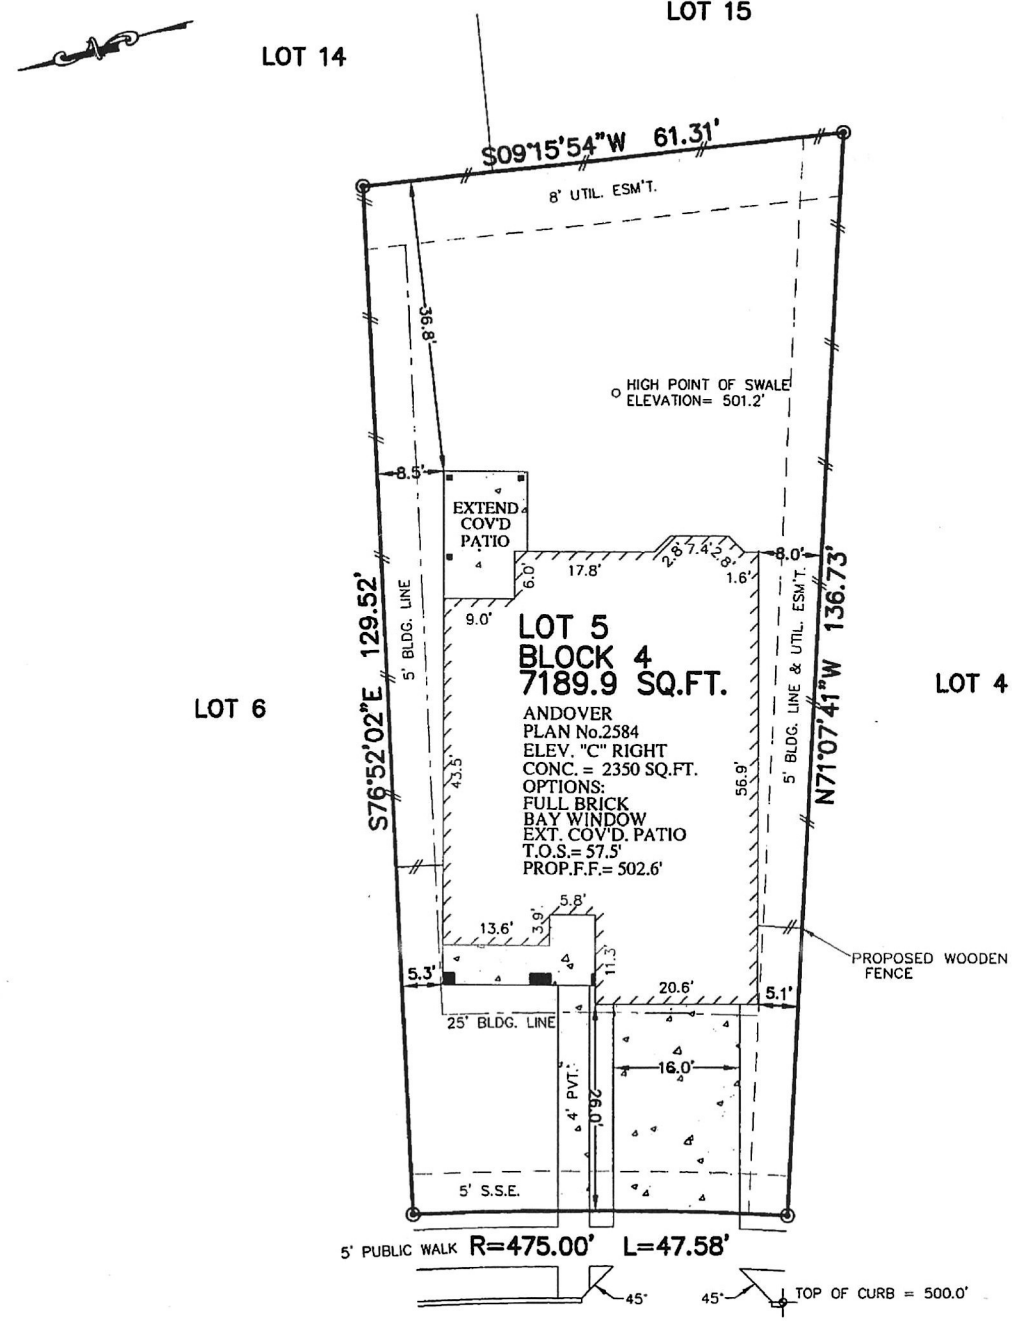 LOT 15
LOT 14
S09°15'54"W 61.31'
8' UTIL. ESM'T.
36.8'
HIGH POINT OF SWALE
ELEVATION= 501.2'
8.5'
EXTEND
COV'D
PATIO
6.0'
17.8'
2.8'
7.4'
2.8'
1.6'
8.0'
9.0'
S76°52'02"E 129.52'
5' BLDG. LINE
LOT 5
BLOCK 4
7189.9 SQ.FT.
ANDOVER
PLAN No.2584
ELEV. "C" RIGHT
CONC. = 2350 SQ.FT.
OPTIONS:
FULL BRICK
BAY WINDOW
EXT. COV'D. PATIO
T.O.S.= 57.5'
PROP.F.F.= 502.6'
43.5'
56.9'
5' BLDG. LINE & UTIL. ESM'T.
N71°07'41"W 136.73'
LOT 6
LOT 4
5.8'
13.6'
3.9'
11.3'
PROPOSED WOODEN
FENCE
5.3'
20.6'
5.1'
25' BLDG. LINE
16.0'
4' PVT.
26.0'
5' S.S.E.
5' PUBLIC WALK R=475.00' L=47.58'
45°
45°
TOP OF CURB = 500.0'